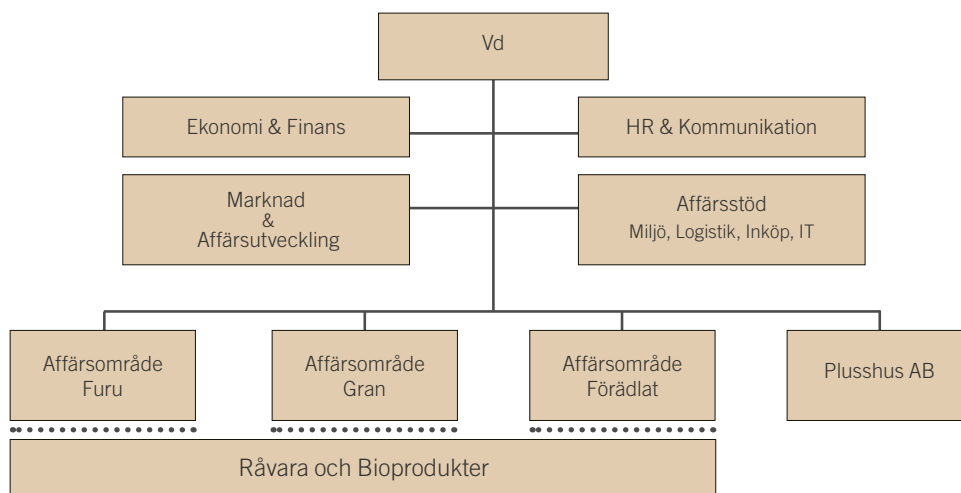 Vd
Ekonomi & Finans
HR & Kommunikation
Marknad
&
Affärsutveckling
Affärsstöd
Miljö, Logistik, Inköp, IT
Affärsområde
Furu
Affärsområde
Gran
Affärsområde
Förädlat
Plusshus AB
Råvara och Bioprodukter